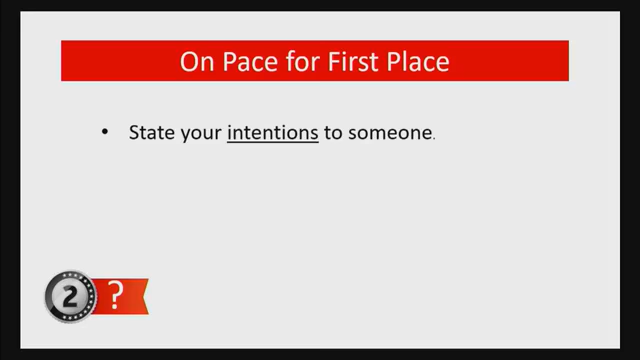 On Pace for First Place
• State your intentions to someone.
2 ?